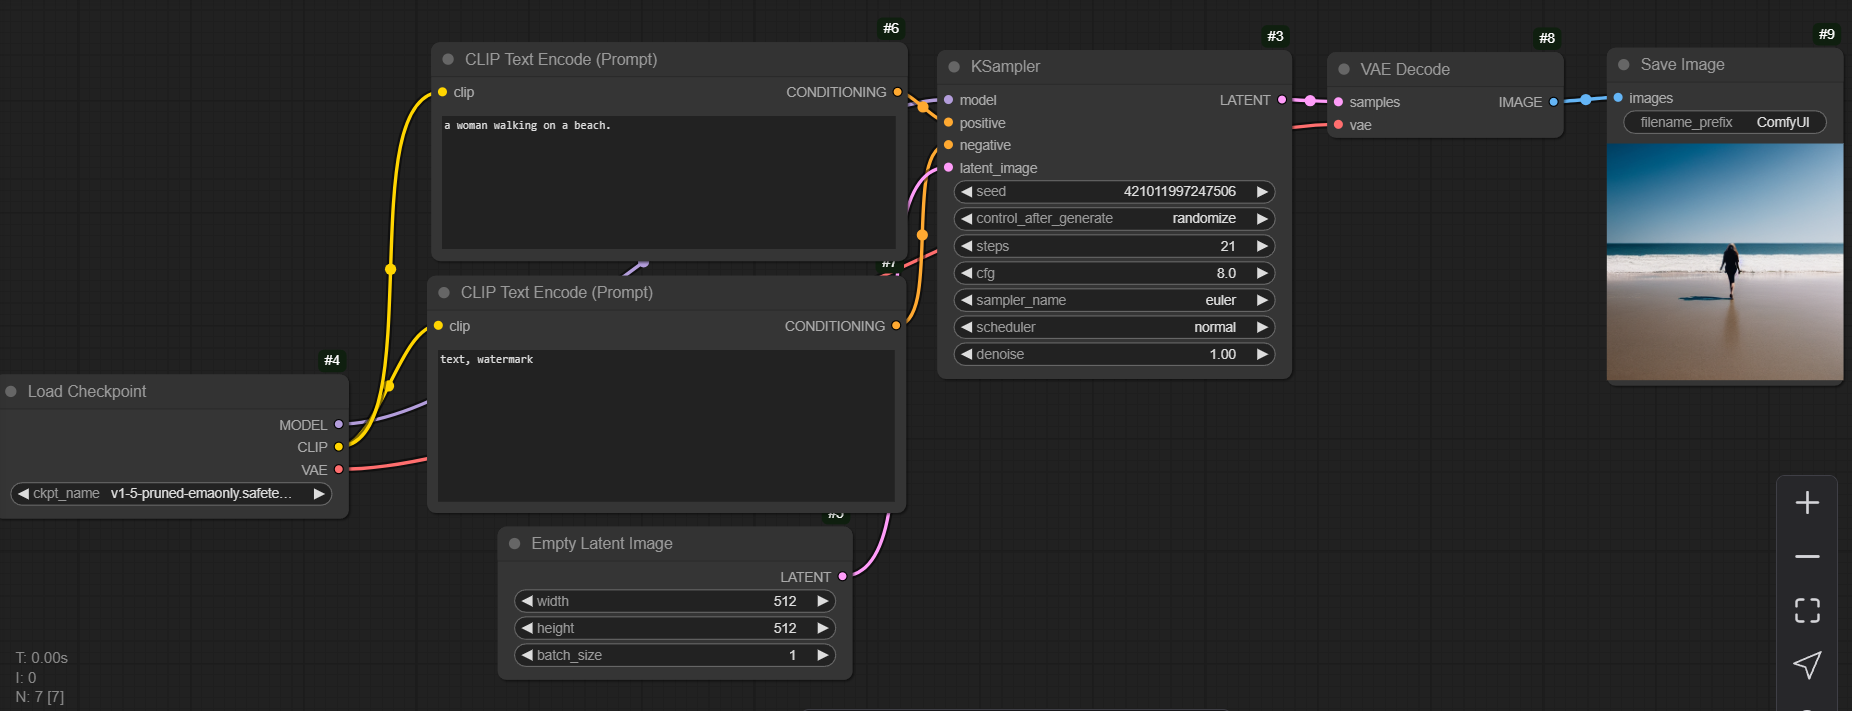 #6
CLIP Text Encode (Prompt)
clip
CONDITIONING
a woman walking on a beach.
#7
CLIP Text Encode (Prompt)
clip
CONDITIONING
text, watermark
#4
Load Checkpoint
MODEL
CLIP
VAE
ckpt_name v1-5-pruned-emaonly.safete...
#5
Empty Latent Image
LATENT
width 512
height 512
batch_size 1
#3
KSampler
model
LATENT
positive
negative
latent_image
seed 421011997247506
control_after_generate randomize
steps 21
cfg 8.0
sampler_name euler
scheduler normal
denoise 1.00
#8
VAE Decode
samples
IMAGE
vae
#9
Save Image
images
filename_prefix ComfyUI
T: 0.00s
I: 0
N: 7 [7]